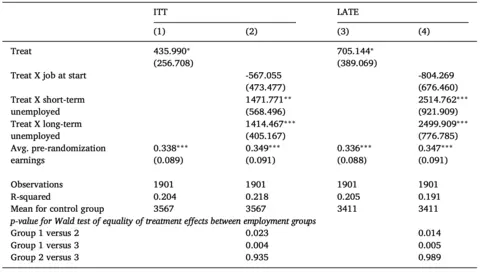 ITT LATE
(1) (2) (3) (4)
Treat 435.990* 705.144*
(256.708) (389.069)
Treat X job at start -567.055 -804.269
(473.477) (676.460)
Treat X short-term 1471.771** 2514.762***
unemployed (568.496) (921.909)
Treat X long-term 1414.467*** 2499.909***
unemployed (405.167) (776.785)
Avg. pre-randomization 0.338*** 0.349*** 0.336*** 0.347***
earnings (0.089) (0.091) (0.088) (0.091)
Observations 1901 1901 1901 1901
R-squared 0.204 0.218 0.205 0.191
Mean for control group 3567 3567 3411 3411
p-value for Wald test of equality of treatment effects between employment groups
Group 1 versus 2 0.023 0.014
Group 1 versus 3 0.004 0.005
Group 2 versus 3 0.935 0.989